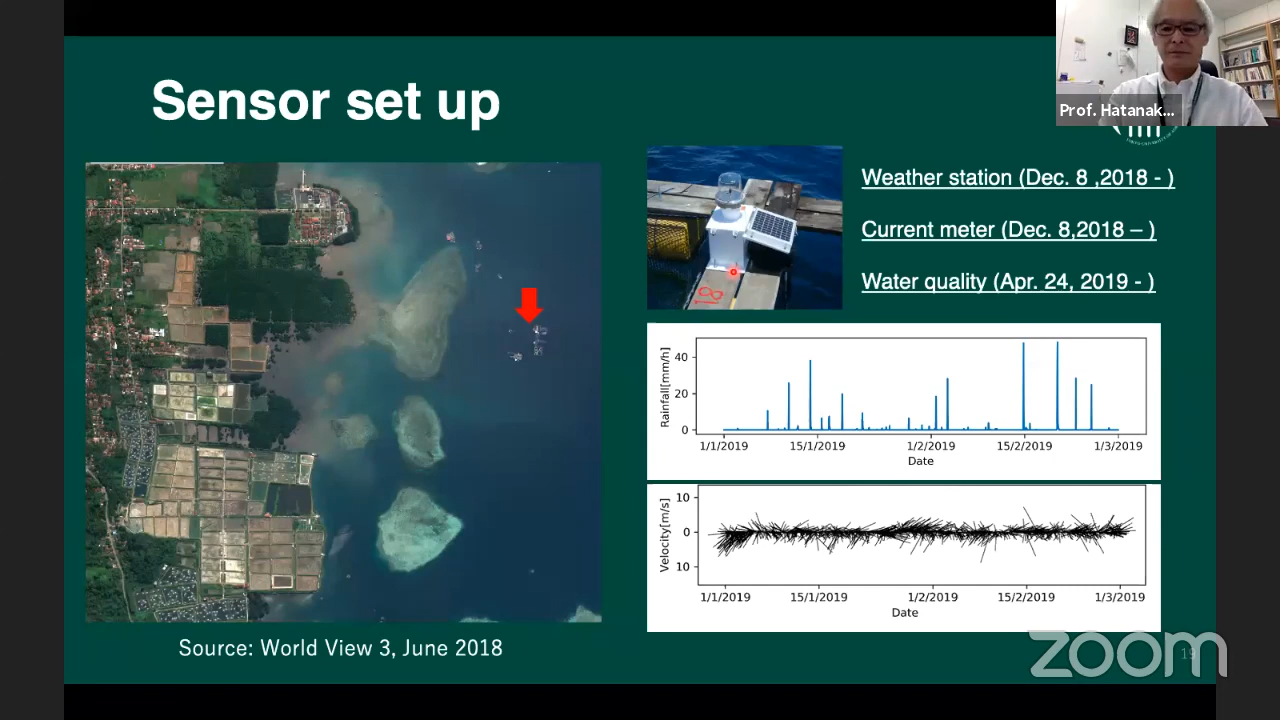 Sensor set up
Prof. Hatanak...
Weather station (Dec. 8 ,2018 - )
Current meter (Dec. 8,2018 – )
Water quality (Apr. 24, 2019 - )
18
Rainfall[mm/h]
40
20
0
1/1/2019 15/1/2019 1/2/2019 15/2/2019 1/3/2019
Date
Velocity[m/s]
10
0
10
1/1/2019 15/1/2019 1/2/2019 15/2/2019 1/3/2019
Date
Source: World View 3, June 2018
zoom
19